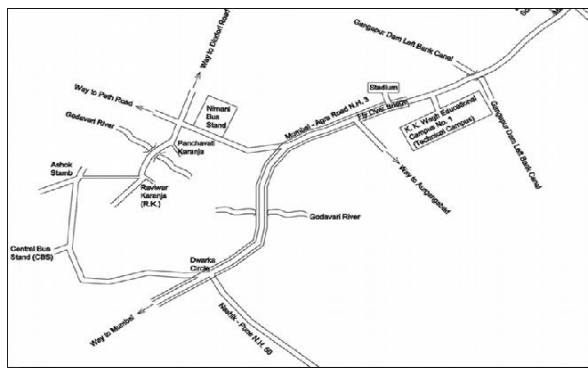 Gangapur Dam Left Bank Canal
Way to Dindori Road
Way to Peth Road
Nimani
Bus
Stand
Stadium
Mumbai - Agra Road N.H. 3
K. K. Wagh Educational
Campus No. 1
(Technical Campus)
Gangapur Dam Left Bank Canal
Godavari River
Panchavati
Karanja
Ashok
Stamb
Raviwar
Karanja
(R.K.)
Way to Aurgangabad
Godavari River
Central Bus
Stand (CBS)
Dwarka
Circle
Way to Mumbai
Nashik - Pune N.H. 50